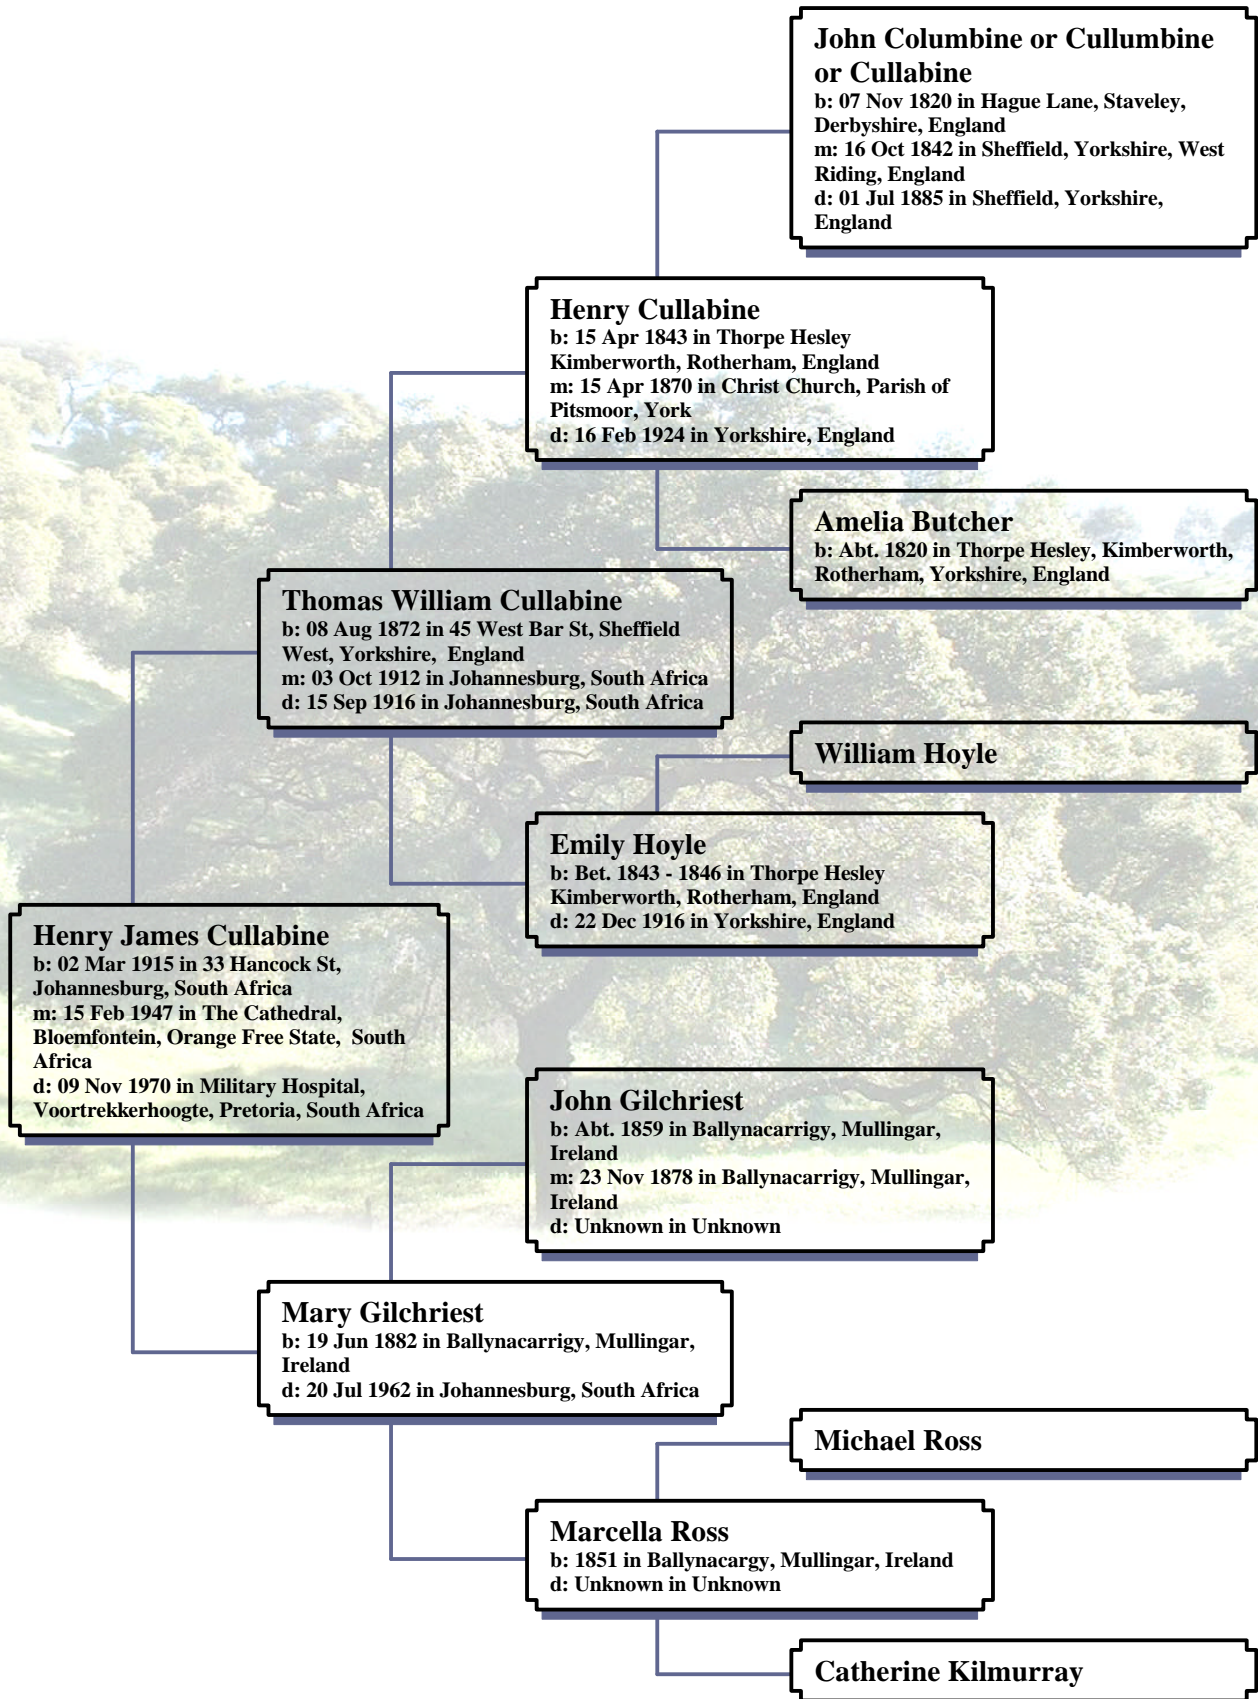 John Columbine or Cullumbine
or Cullabine
b: 07 Nov 1820 in Hague Lane, Staveley,
Derbyshire, England
m: 16 Oct 1842 in Sheffield, Yorkshire, West
Riding, England
d: 01 Jul 1885 in Sheffield, Yorkshire,
England
Henry Cullabine
b: 15 Apr 1843 in Thorpe Hesley
Kimberworth, Rotherham, England
m: 15 Apr 1870 in Christ Church, Parish of
Pitsmoor, York
d: 16 Feb 1924 in Yorkshire, England
Amelia Butcher
b: Abt. 1820 in Thorpe Hesley, Kimberworth,
Rotherham, Yorkshire, England
Thomas William Cullabine
b: 08 Aug 1872 in 45 West Bar St, Sheffield
West, Yorkshire,  England
m: 03 Oct 1912 in Johannesburg, South Africa
d: 15 Sep 1916 in Johannesburg, South Africa
William Hoyle
Emily Hoyle
b: Bet. 1843 - 1846 in Thorpe Hesley
Kimberworth, Rotherham, England
d: 22 Dec 1916 in Yorkshire, England
Henry James Cullabine
b: 02 Mar 1915 in 33 Hancock St,
Johannesburg, South Africa
m: 15 Feb 1947 in The Cathedral,
Bloemfontein, Orange Free State,  South
Africa
d: 09 Nov 1970 in Military Hospital,
Voortrekkerhoogte, Pretoria, South Africa
John Gilchriest
b: Abt. 1859 in Ballynacarrigy, Mullingar,
Ireland
m: 23 Nov 1878 in Ballynacarrigy, Mullingar,
Ireland
d: Unknown in Unknown
Mary Gilchriest
b: 19 Jun 1882 in Ballynacarrigy, Mullingar,
Ireland
d: 20 Jul 1962 in Johannesburg, South Africa
Michael Ross
Marcella Ross
b: 1851 in Ballynacargy, Mullingar, Ireland
d: Unknown in Unknown
Catherine Kilmurray